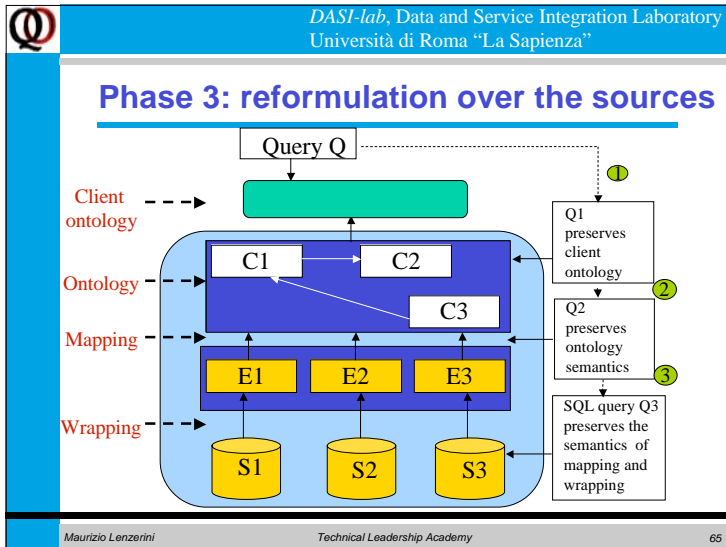 DASI-lab, Data and Service Integration Laboratory
Università di Roma “La Sapienza”
Phase 3: reformulation over the sources
Query Q
1
Client
ontology
Q1
preserves
client
ontology
C1
C2
Ontology
2
C3
Q2
preserves
ontology
semantics
Mapping
3
E1
E2
E3
SQL query Q3
preserves the
semantics of
mapping and
wrapping
Wrapping
S1
S2
S3
Maurizio Lenzerini
Technical Leadership Academy
65